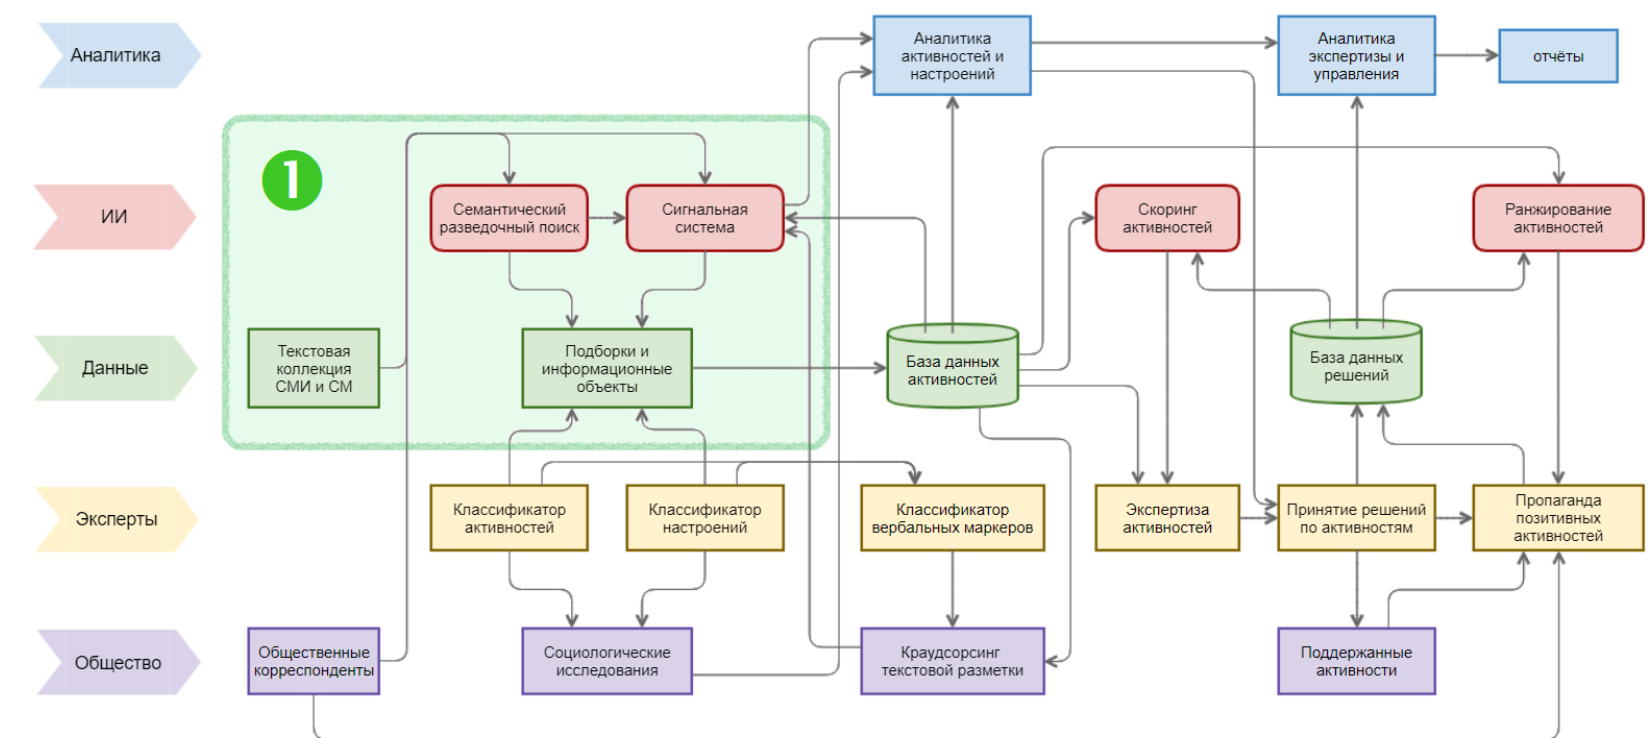 Аналитика
Аналитика
активностей и
настроений
Аналитика
экспертизы и
управления
отчёты
1
ИИ
Семантический
разведочный поиск
Сигнальная
система
Скоринг
активностей
Ранжирование
активностей
Данные
Текстовая
коллекция
СМИ и СМ
Подборки и
информационные
объекты
База данных
активностей
База данных
решений
Эксперты
Классификатор
активностей
Классификатор
настроений
Классификатор
вербальных маркеров
Экспертиза
активностей
Принятие решений
по активностям
Пропаганда
позитивных
активностей
Общество
Общественные
корреспонденты
Социологические
исследования
Краудсорсинг
текстовой разметки
Поддержанные
активности